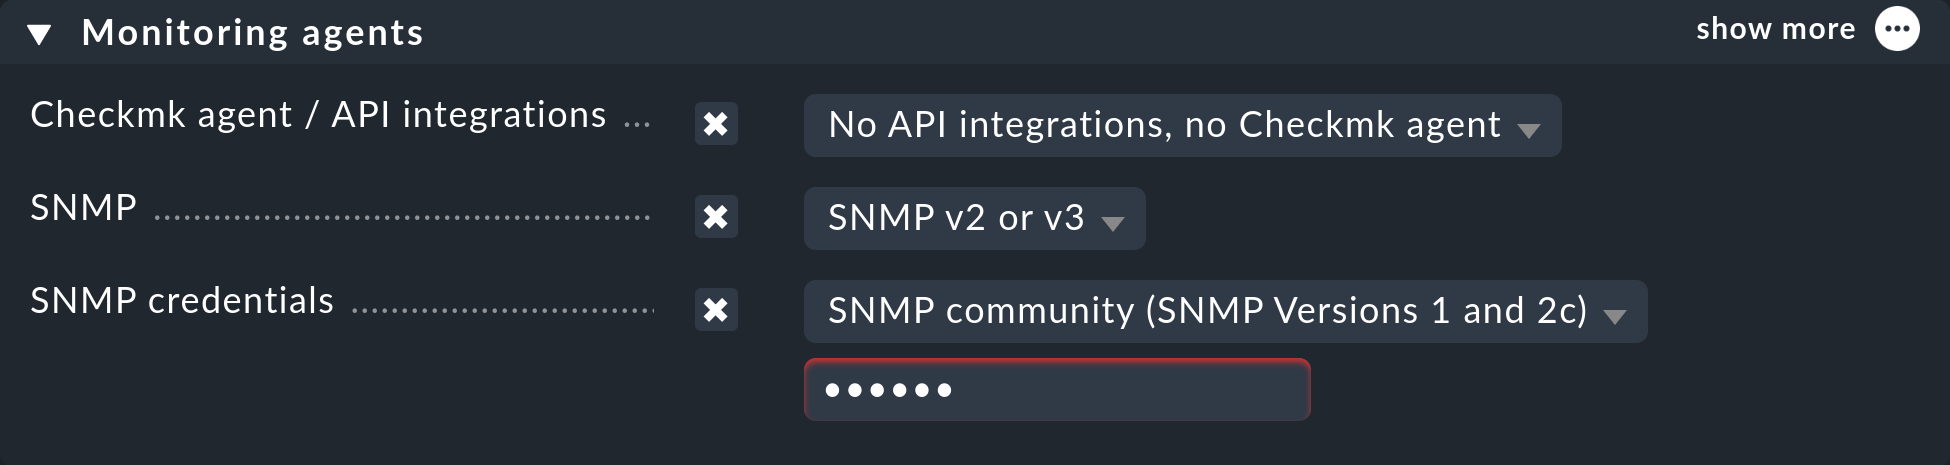 Monitoring agents show more
Checkmk agent / API integrations ... No API integrations, no Checkmk agent
SNMP SNMP v2 or v3
SNMP credentials SNMP community (SNMP Versions 1 and 2c)
••••••